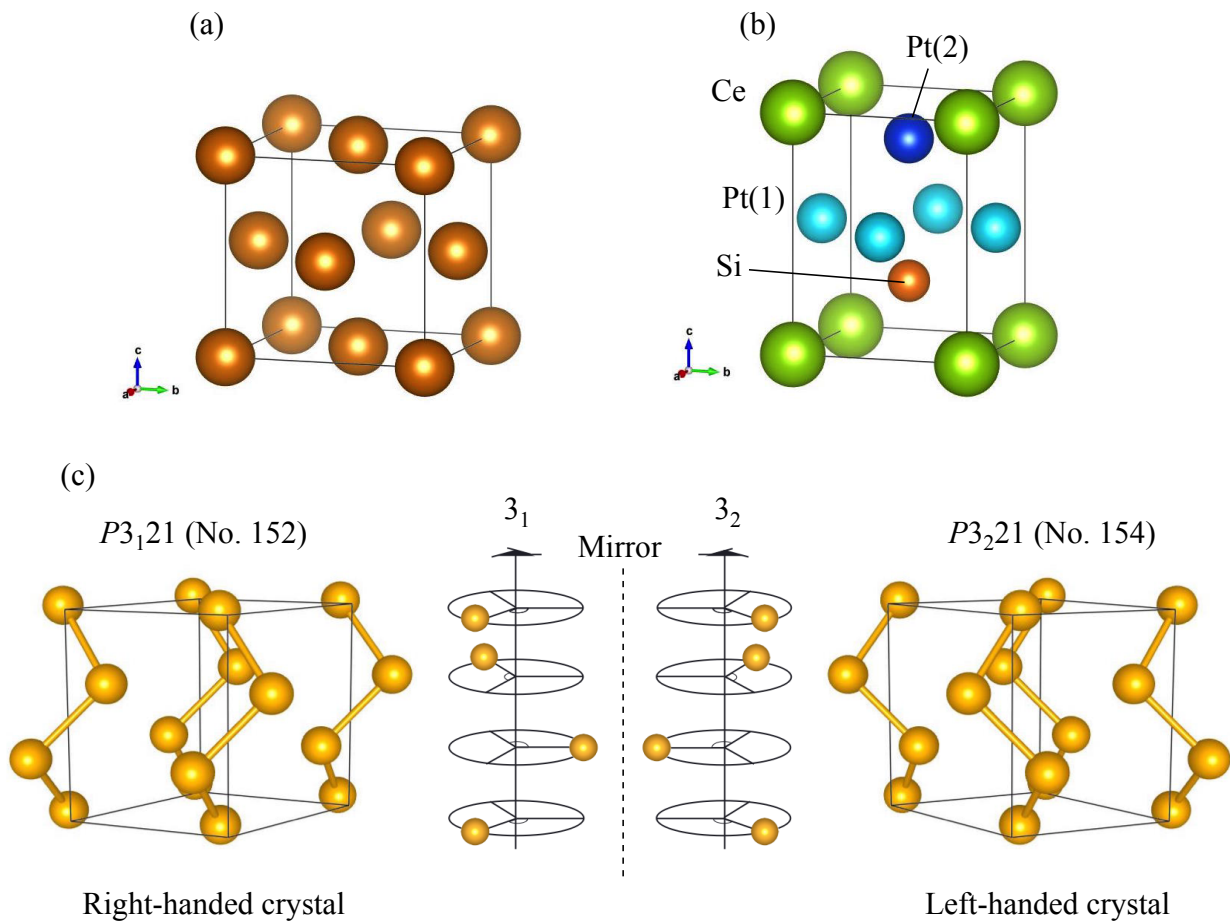 (a)
(b)
Pt(2)
Ce
Pt(1)
Si
c
a
b
c
a
b
(c)
P3₁21 (No. 152)
3₁
Mirror
3₂
P3₂21 (No. 154)
Right-handed crystal
Left-handed crystal